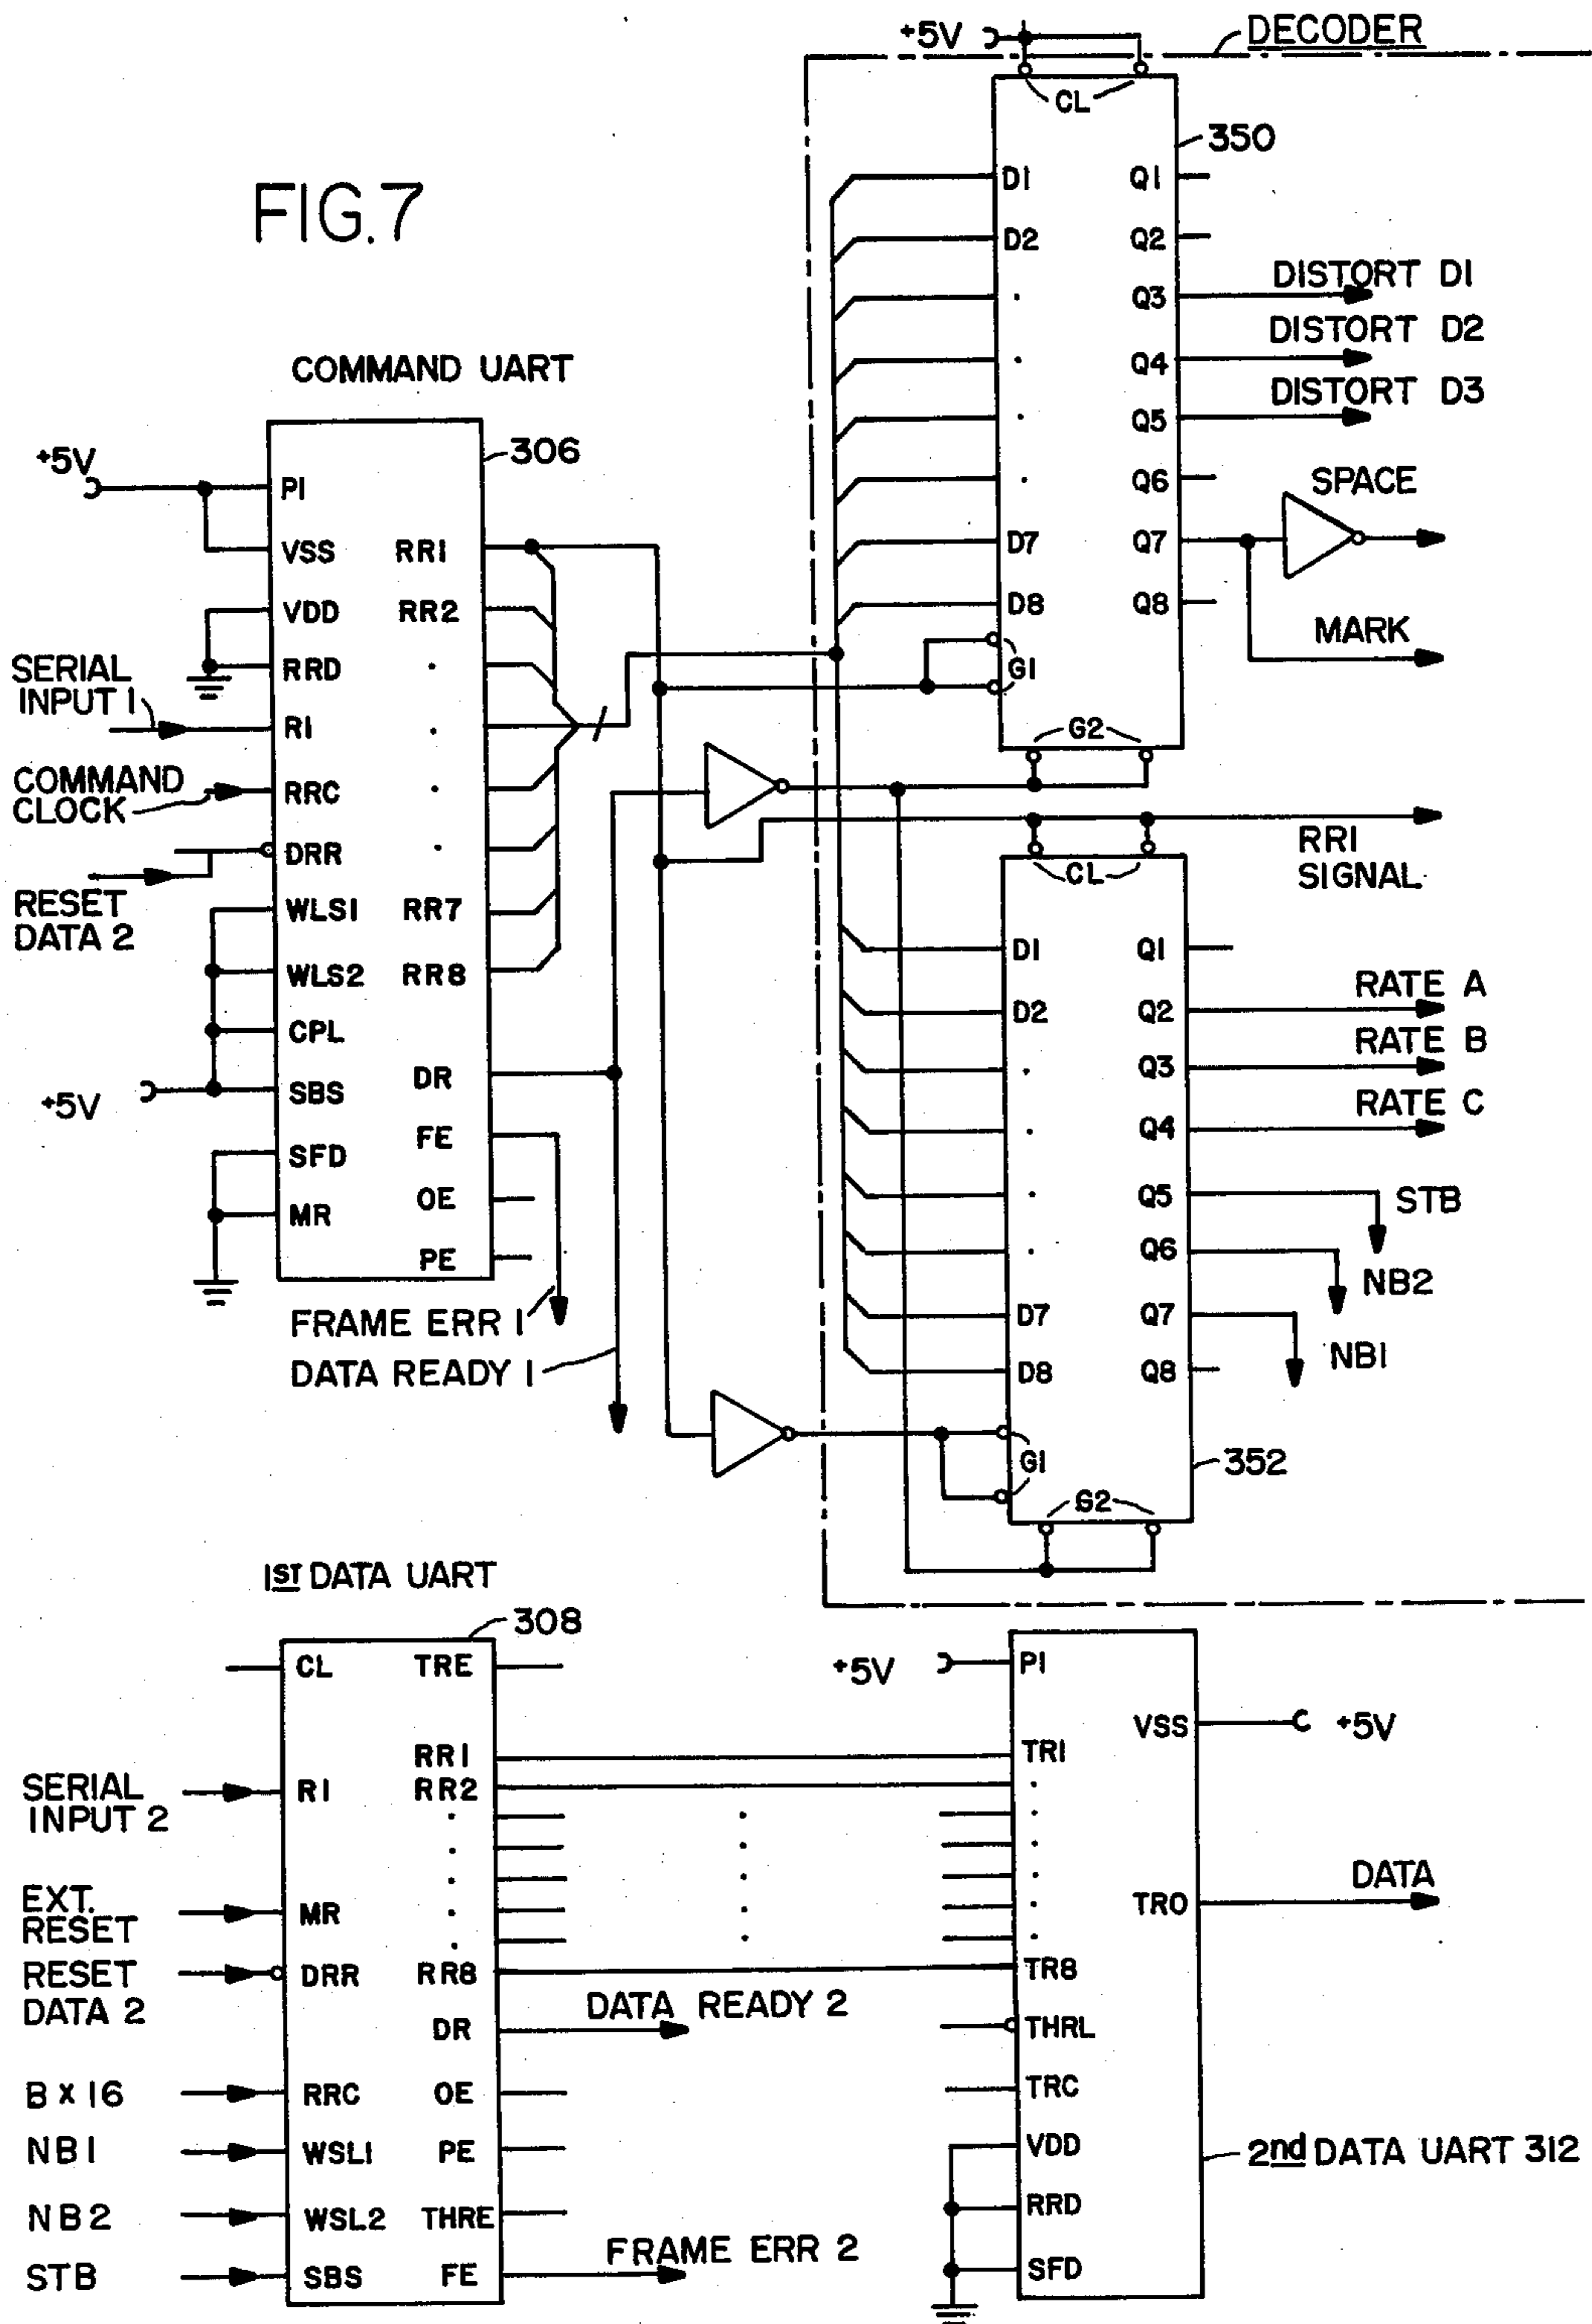 FIG.7
+5V
DECODER
CL
350
D1 Q1
D2 Q2
Q3 DISTORT D1
Q4 DISTORT D2
Q5 DISTORT D3
Q6
D7 Q7
D8 Q8
SPACE
MARK
G1
G2
COMMAND UART
306
+5V
PI
VSS RR1
VDD RR2
RRD
SERIAL
INPUT 1
RI
COMMAND
CLOCK
RRC
DRR
RESET
DATA 2
WLS1 RR7
WLS2 RR8
CPL
DR
+5V
SBS
FE
SFD
OE
MR
PE
FRAME ERR 1
DATA READY 1
RRI
SIGNAL
CL
D1 Q1
D2 Q2 RATE A
Q3 RATE B
Q4 RATE C
Q5 STB
Q6 NB2
D7 Q7 NB1
D8 Q8
G1
352
G2
1ST DATA UART
308
CL TRE
RR1
SERIAL
INPUT 2
RI RR2
EXT.
RESET
MR
RESET
DATA 2
DRR RR8
DR DATA READY 2
B x 16 RRC OE
NB1 WSL1 PE
NB2 WSL2 THRE
STB SBS FE FRAME ERR 2
+5V PI
VSS +5V
TR1
TRO DATA
TR8
THRL
TRC
VDD
2nd DATA UART 312
RRD
SFD